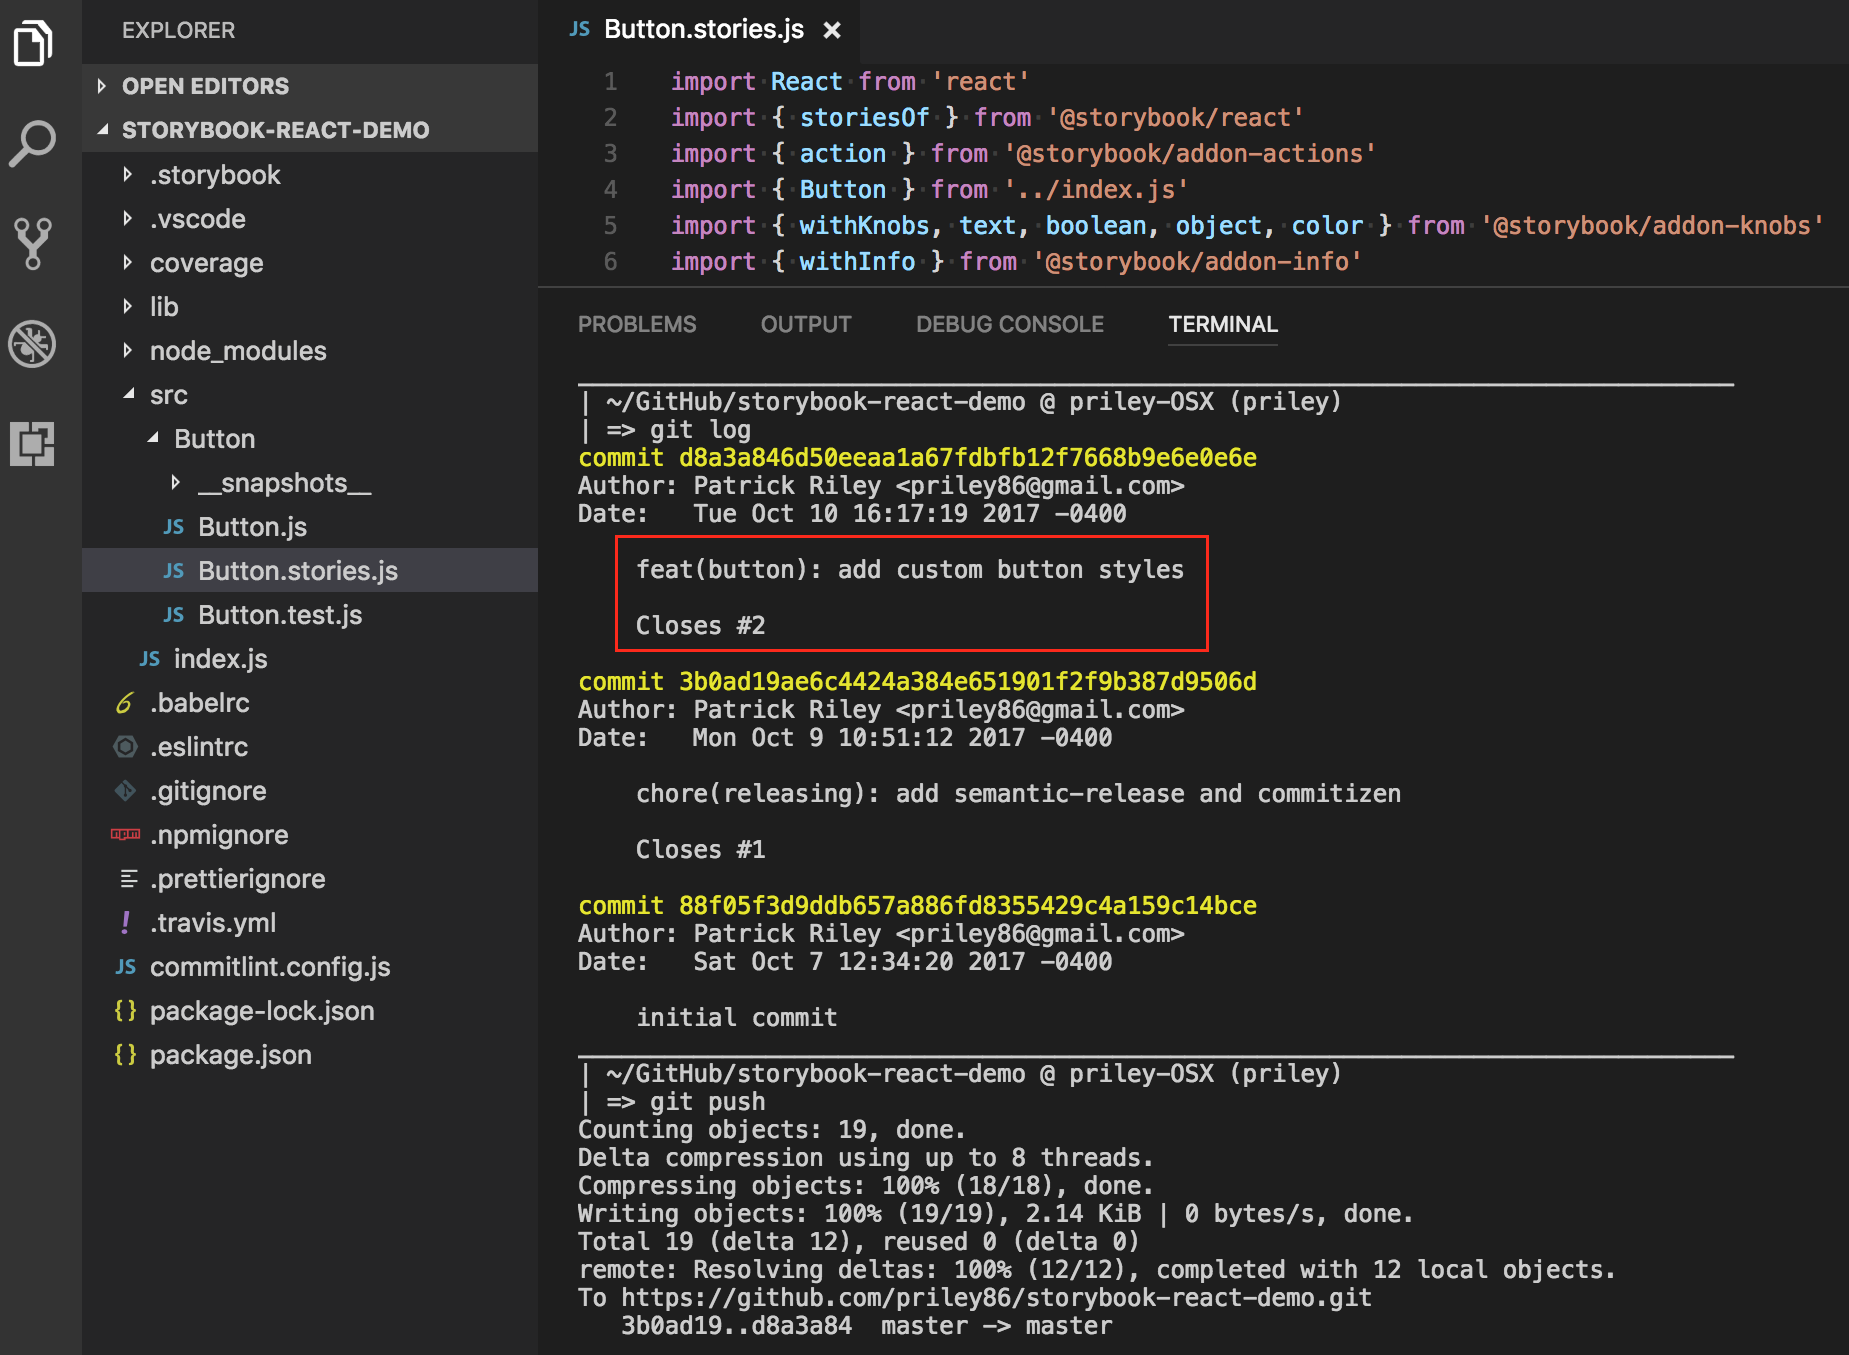 EXPLORER
OPEN EDITORS
STORYBOOK-REACT-DEMO
.storybook
.vscode
coverage
lib
node_modules
src
Button
__snapshots__
JS Button.js
JS Button.stories.js
JS Button.test.js
JS index.js
.babelrc
.eslintrc
.gitignore
.npmignore
.prettierignore
! .travis.yml
JS commitlint.config.js
{} package-lock.json
{} package.json
JS Button.stories.js ×
1 import React from 'react'
2 import { storiesOf } from '@storybook/react'
3 import { action } from '@storybook/addon-actions'
4 import { Button } from '../index.js'
5 import { withKnobs, text, boolean, object, color } from '@storybook/addon-knobs'
6 import { withInfo } from '@storybook/addon-info'
PROBLEMS OUTPUT DEBUG CONSOLE TERMINAL
| ~/GitHub/storybook-react-demo @ priley-OSX (priley)
| => git log
commit d8a3a846d50eeaa1a67fdbfb12f7668b9e6e0e6e
Author: Patrick Riley <priley86@gmail.com>
Date:   Tue Oct 10 16:17:19 2017 -0400
feat(button): add custom button styles
Closes #2
commit 3b0ad19ae6c4424a384e651901f2f9b387d9506d
Author: Patrick Riley <priley86@gmail.com>
Date:   Mon Oct 9 10:51:12 2017 -0400
chore(releasing): add semantic-release and commitizen
Closes #1
commit 88f05f3d9ddb657a886fd8355429c4a159c14bce
Author: Patrick Riley <priley86@gmail.com>
Date:   Sat Oct 7 12:34:20 2017 -0400
initial commit
| ~/GitHub/storybook-react-demo @ priley-OSX (priley)
| => git push
Counting objects: 19, done.
Delta compression using up to 8 threads.
Compressing objects: 100% (18/18), done.
Writing objects: 100% (19/19), 2.14 KiB | 0 bytes/s, done.
Total 19 (delta 12), reused 0 (delta 0)
remote: Resolving deltas: 100% (12/12), completed with 12 local objects.
To https://github.com/priley86/storybook-react-demo.git
3b0ad19..d8a3a84  master -> master